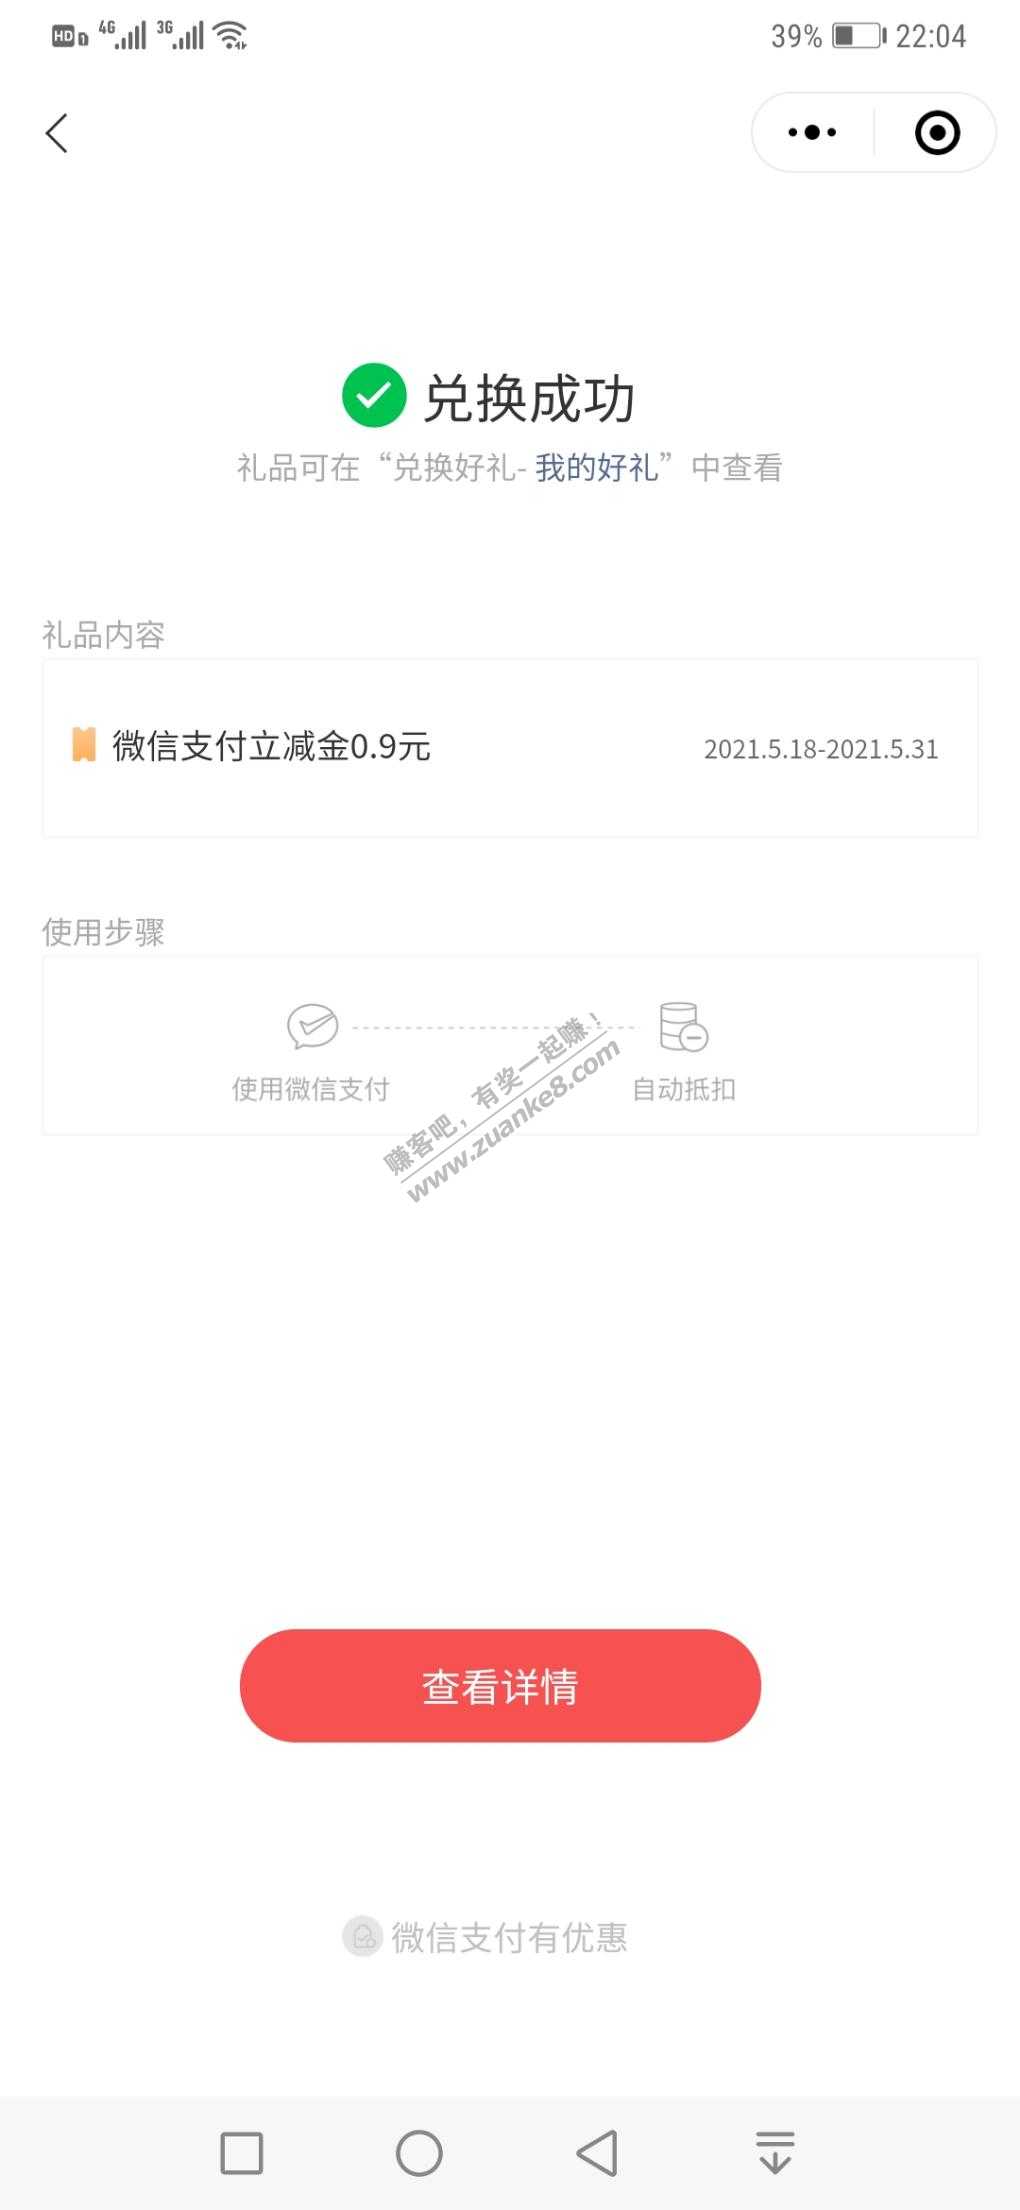 HD 1 4G 3G 39% 22:04
兑换成功
礼品可在“兑换好礼- 我的好礼”中查看
礼品内容
微信支付立减金0.9元 2021.5.18-2021.5.31
使用步骤
使用微信支付 自动抵扣
赚客吧，有奖一起赚！
www.zuanke8.com
查看详情
微信支付有优惠